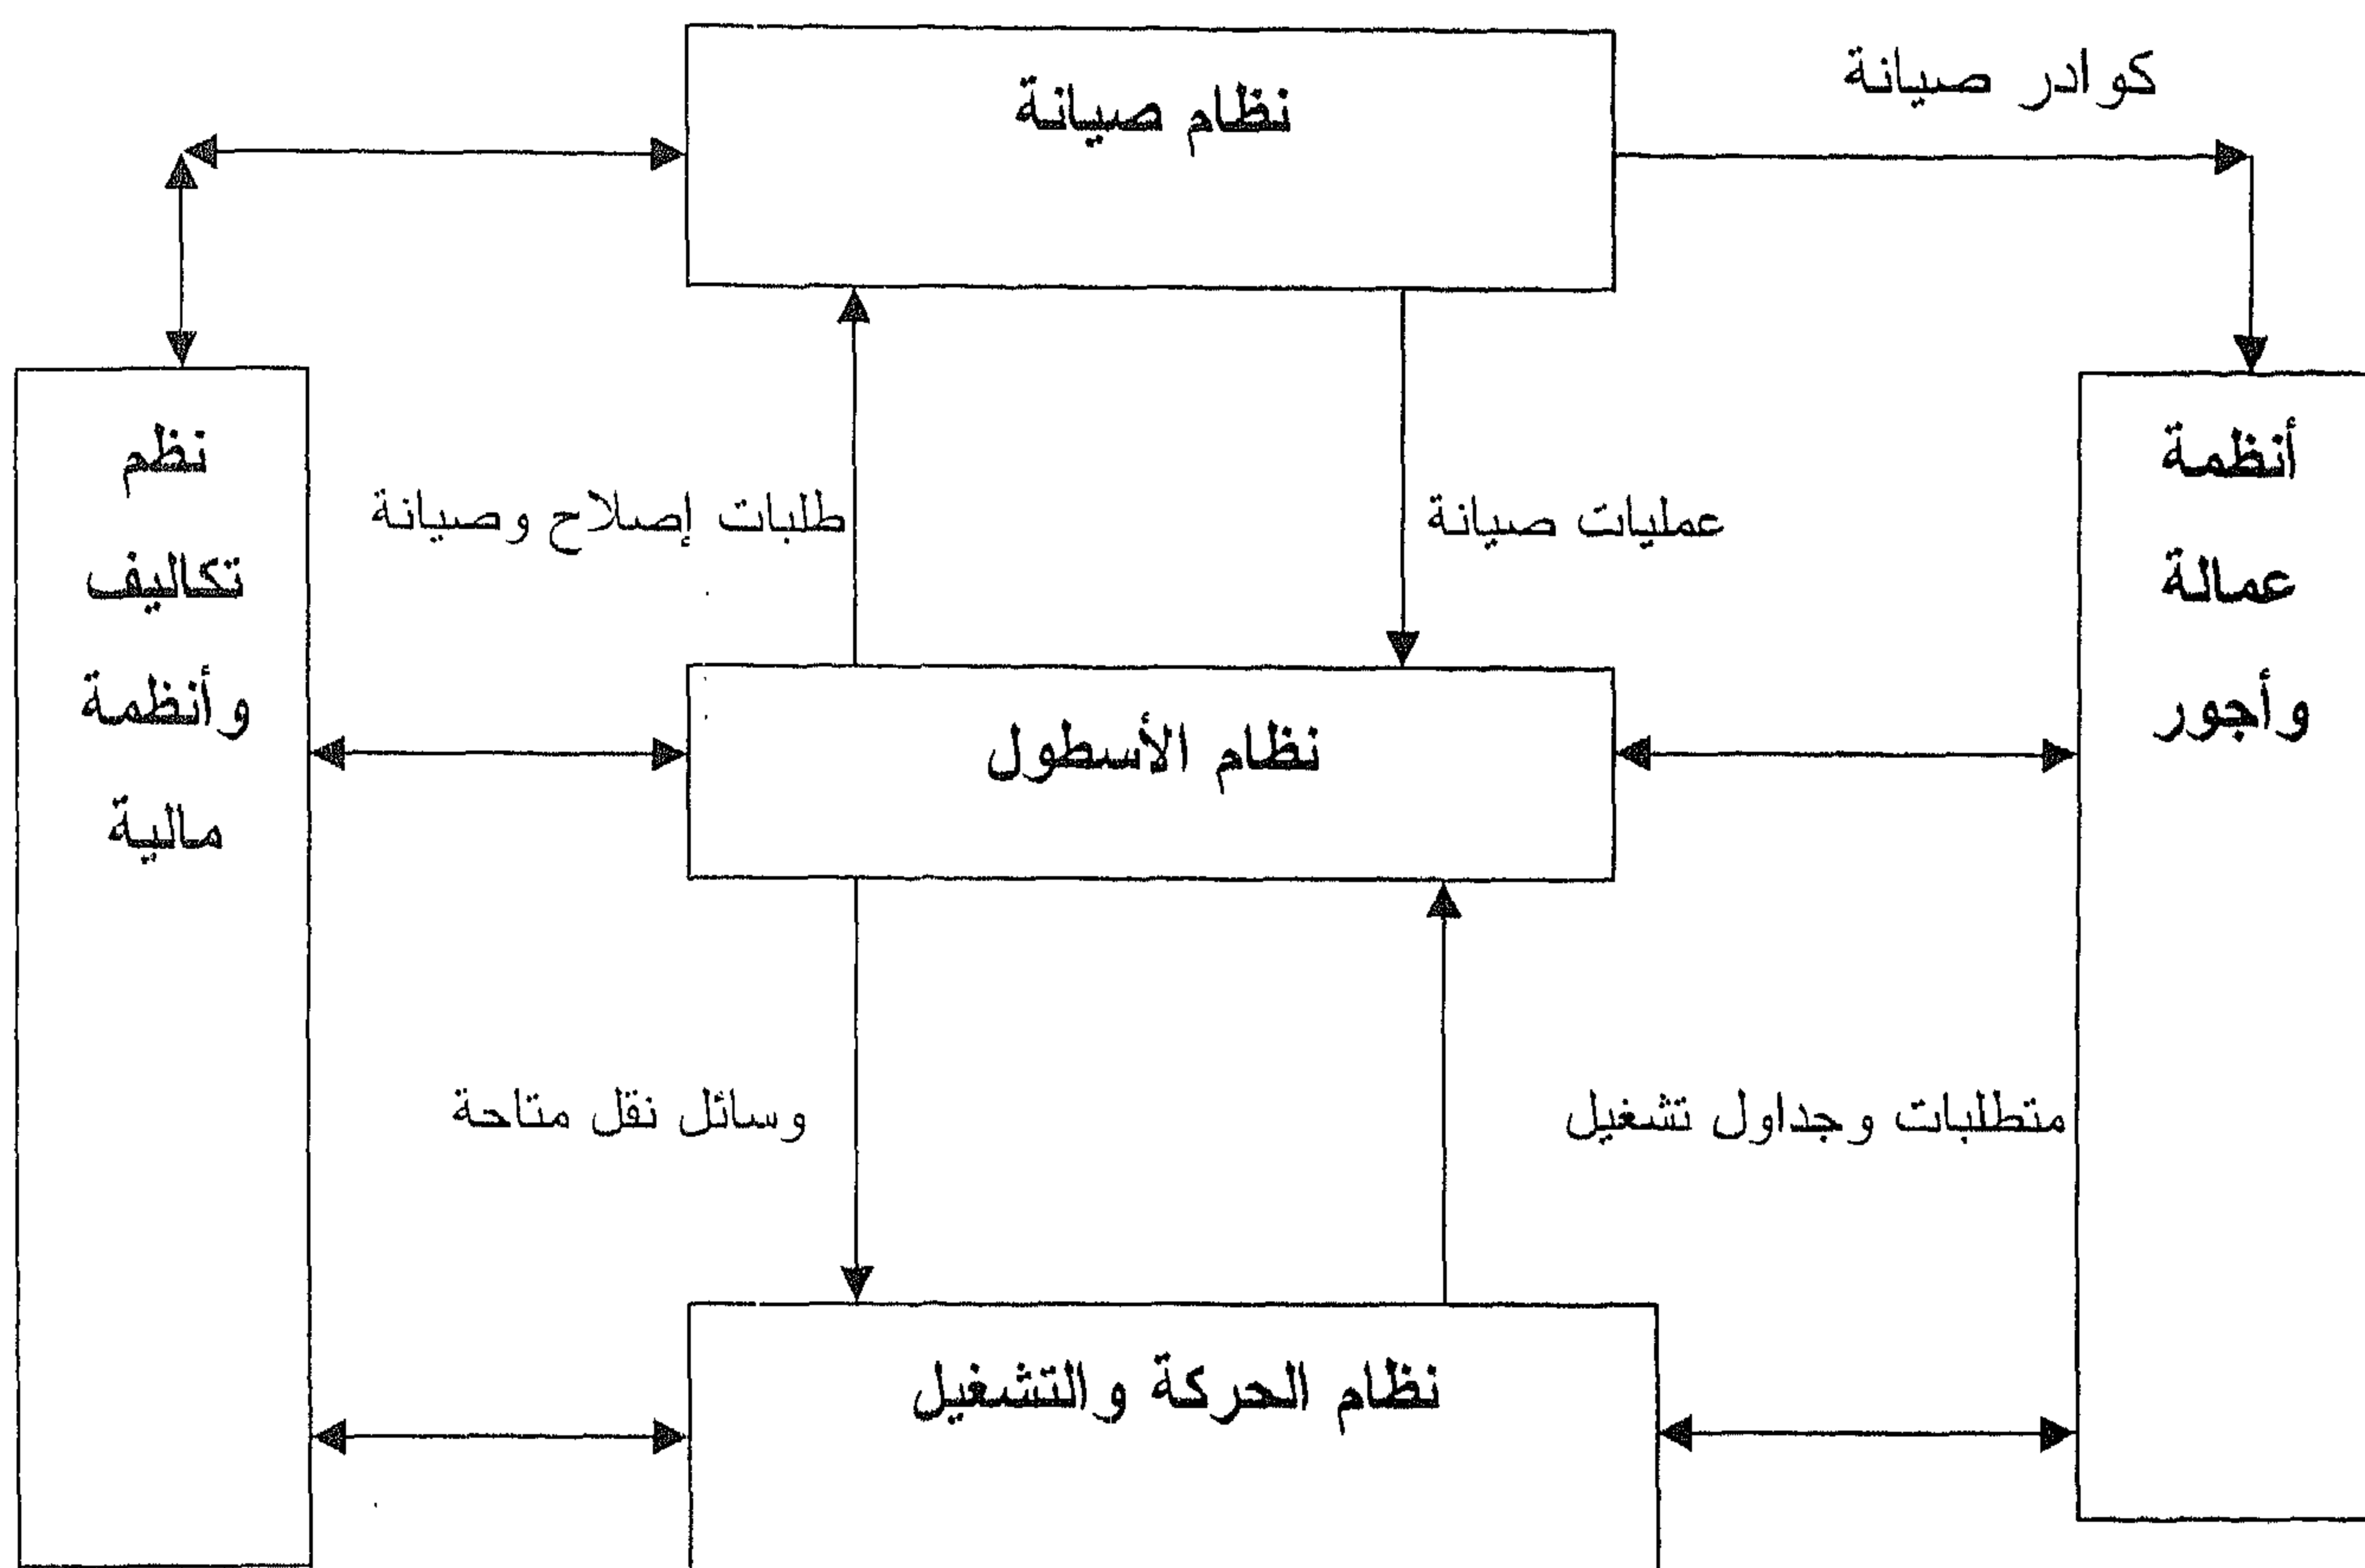 نظام صيانة
كوادر صيانة
أنظمة
عمالة
وأجور
نظم
تكاليف
وأنظمة
مالية
عمليات صيانة
طلبات إصلاح وصيانة
نظام الأسطول
متطلبات وجداول تشغيل
وسائل نقل متاحة
نظام الحركة والتشغيل